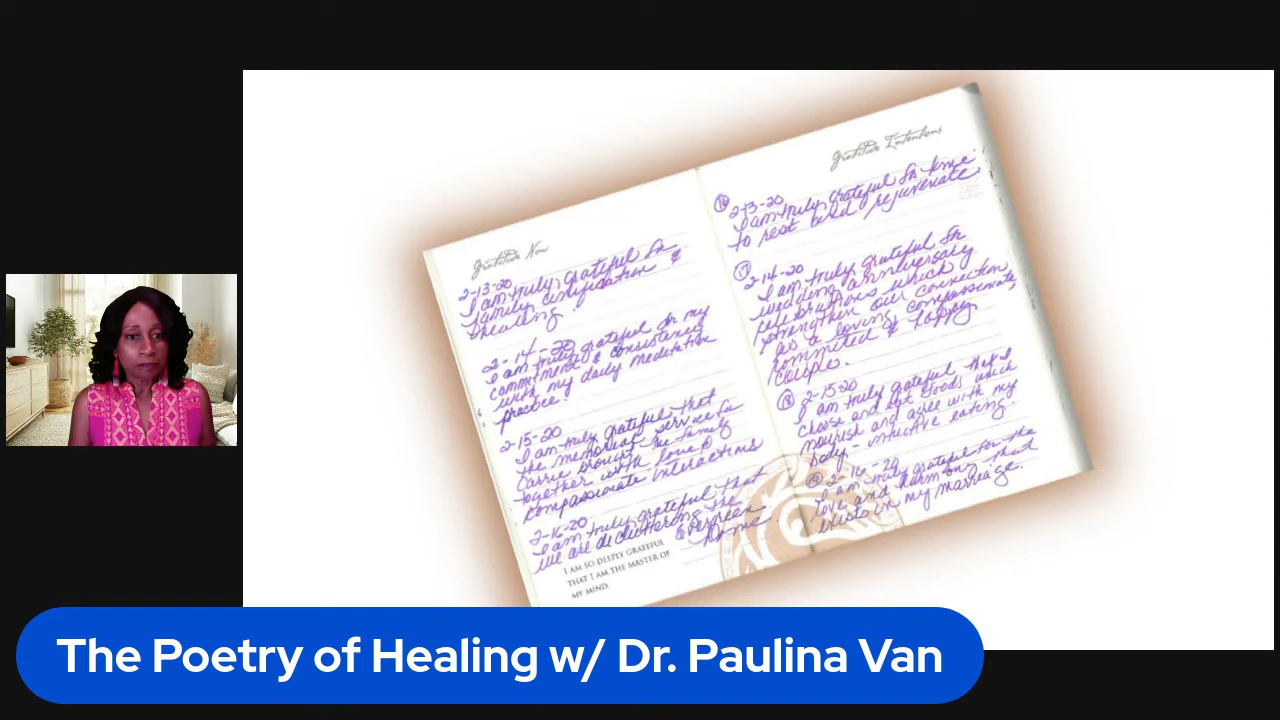 Gratitude Now
2-13-20
I am truly grateful for
family unification &
healing.
2-14-20
I am truly grateful for my
commitment & consistency
with my daily meditation
practice.
2-15-20
I am truly grateful that
the memorial service for
Carrie brought the family
together with love &
compassionate interactions
2-16-20
I am truly grateful that
we are decluttering the
Evergreen
home.
I AM SO DEEPLY GRATEFUL
THAT I AM THE MASTER OF
MY MIND.
Gratitude Intentions
16 2-13-20
I am truly grateful for time
to rest and rejuvenate.
17 2-14-20
I am truly grateful for
wedding anniversary
celebrations which
strengthen our connection
as a loving, compassionate,
committed & happy
couple.
18 2-15-20
I am truly grateful that I
choose and eat foods which
nourish and agree with my
body - intuitive eating.
2-16-20
I am truly grateful for the
love and harmony that
exists in my marriage.
The Poetry of Healing w/ Dr. Paulina Van